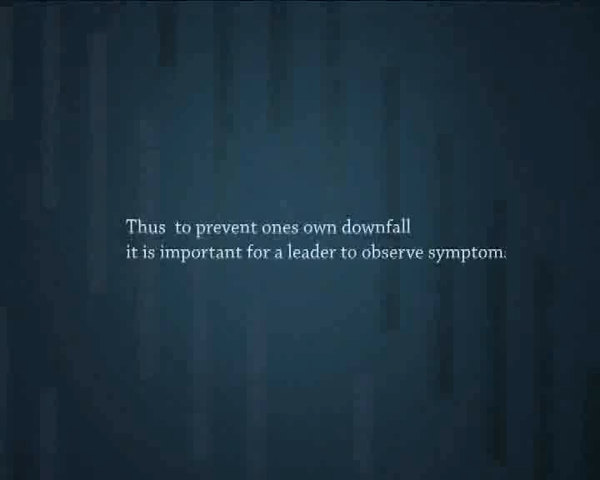 Thus to prevent ones own downfall
it is important for a leader to observe symptom.